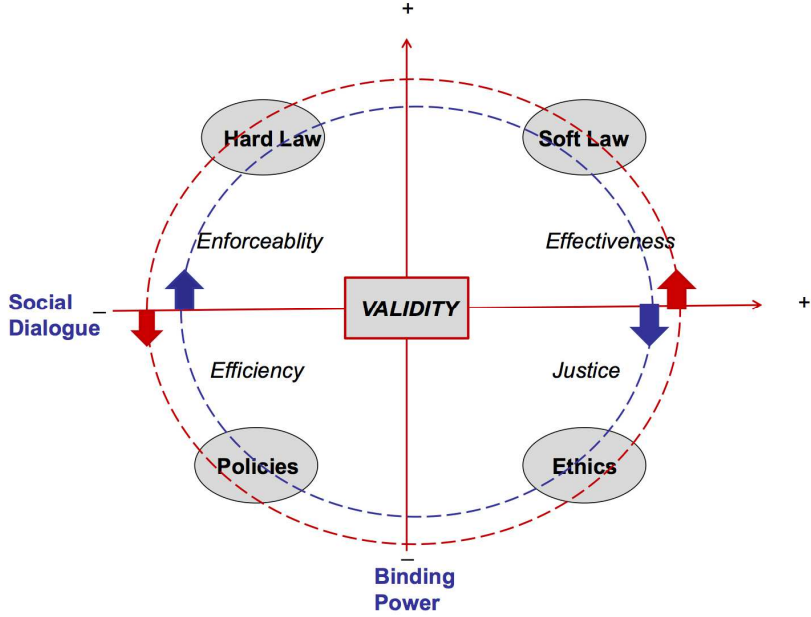 +
Hard Law
Soft Law
Enforceablity
Effectiveness
Social
Dialogue
–
VALIDITY
+
Efficiency
Justice
Policies
Ethics
–
Binding
Power